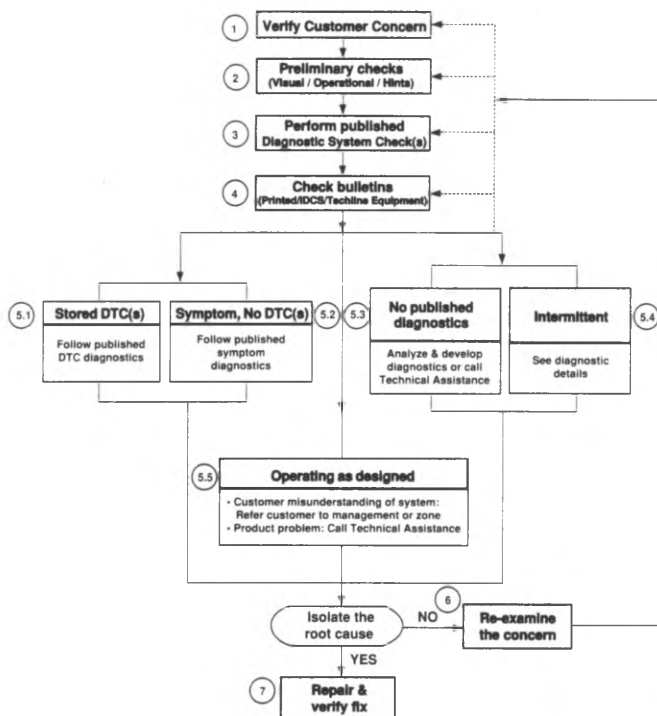 1
Verify Customer Concern
2
Preliminary checks
(Visual / Operational / Hints)
3
Perform published
Diagnostic System Check(s)
4
Check bulletins
(Printed/IDCS/Techline Equipment)
5.1
Stored DTC(s)
Follow published
DTC diagnostics
Symptom, No DTC(s)
5.2
Follow published
symptom
diagnostics
5.3
No published
diagnostics
Analyze & develop
diagnostics or call
Technical Assistance
Intermittent
5.4
See diagnostic
details
5.5
Operating as designed
• Customer misunderstanding of system:
Refer customer to management or zone
• Product problem: Call Technical Assistance
Isolate the
root cause
NO
6
Re-examine
the concern
YES
7
Repair &
verify fix